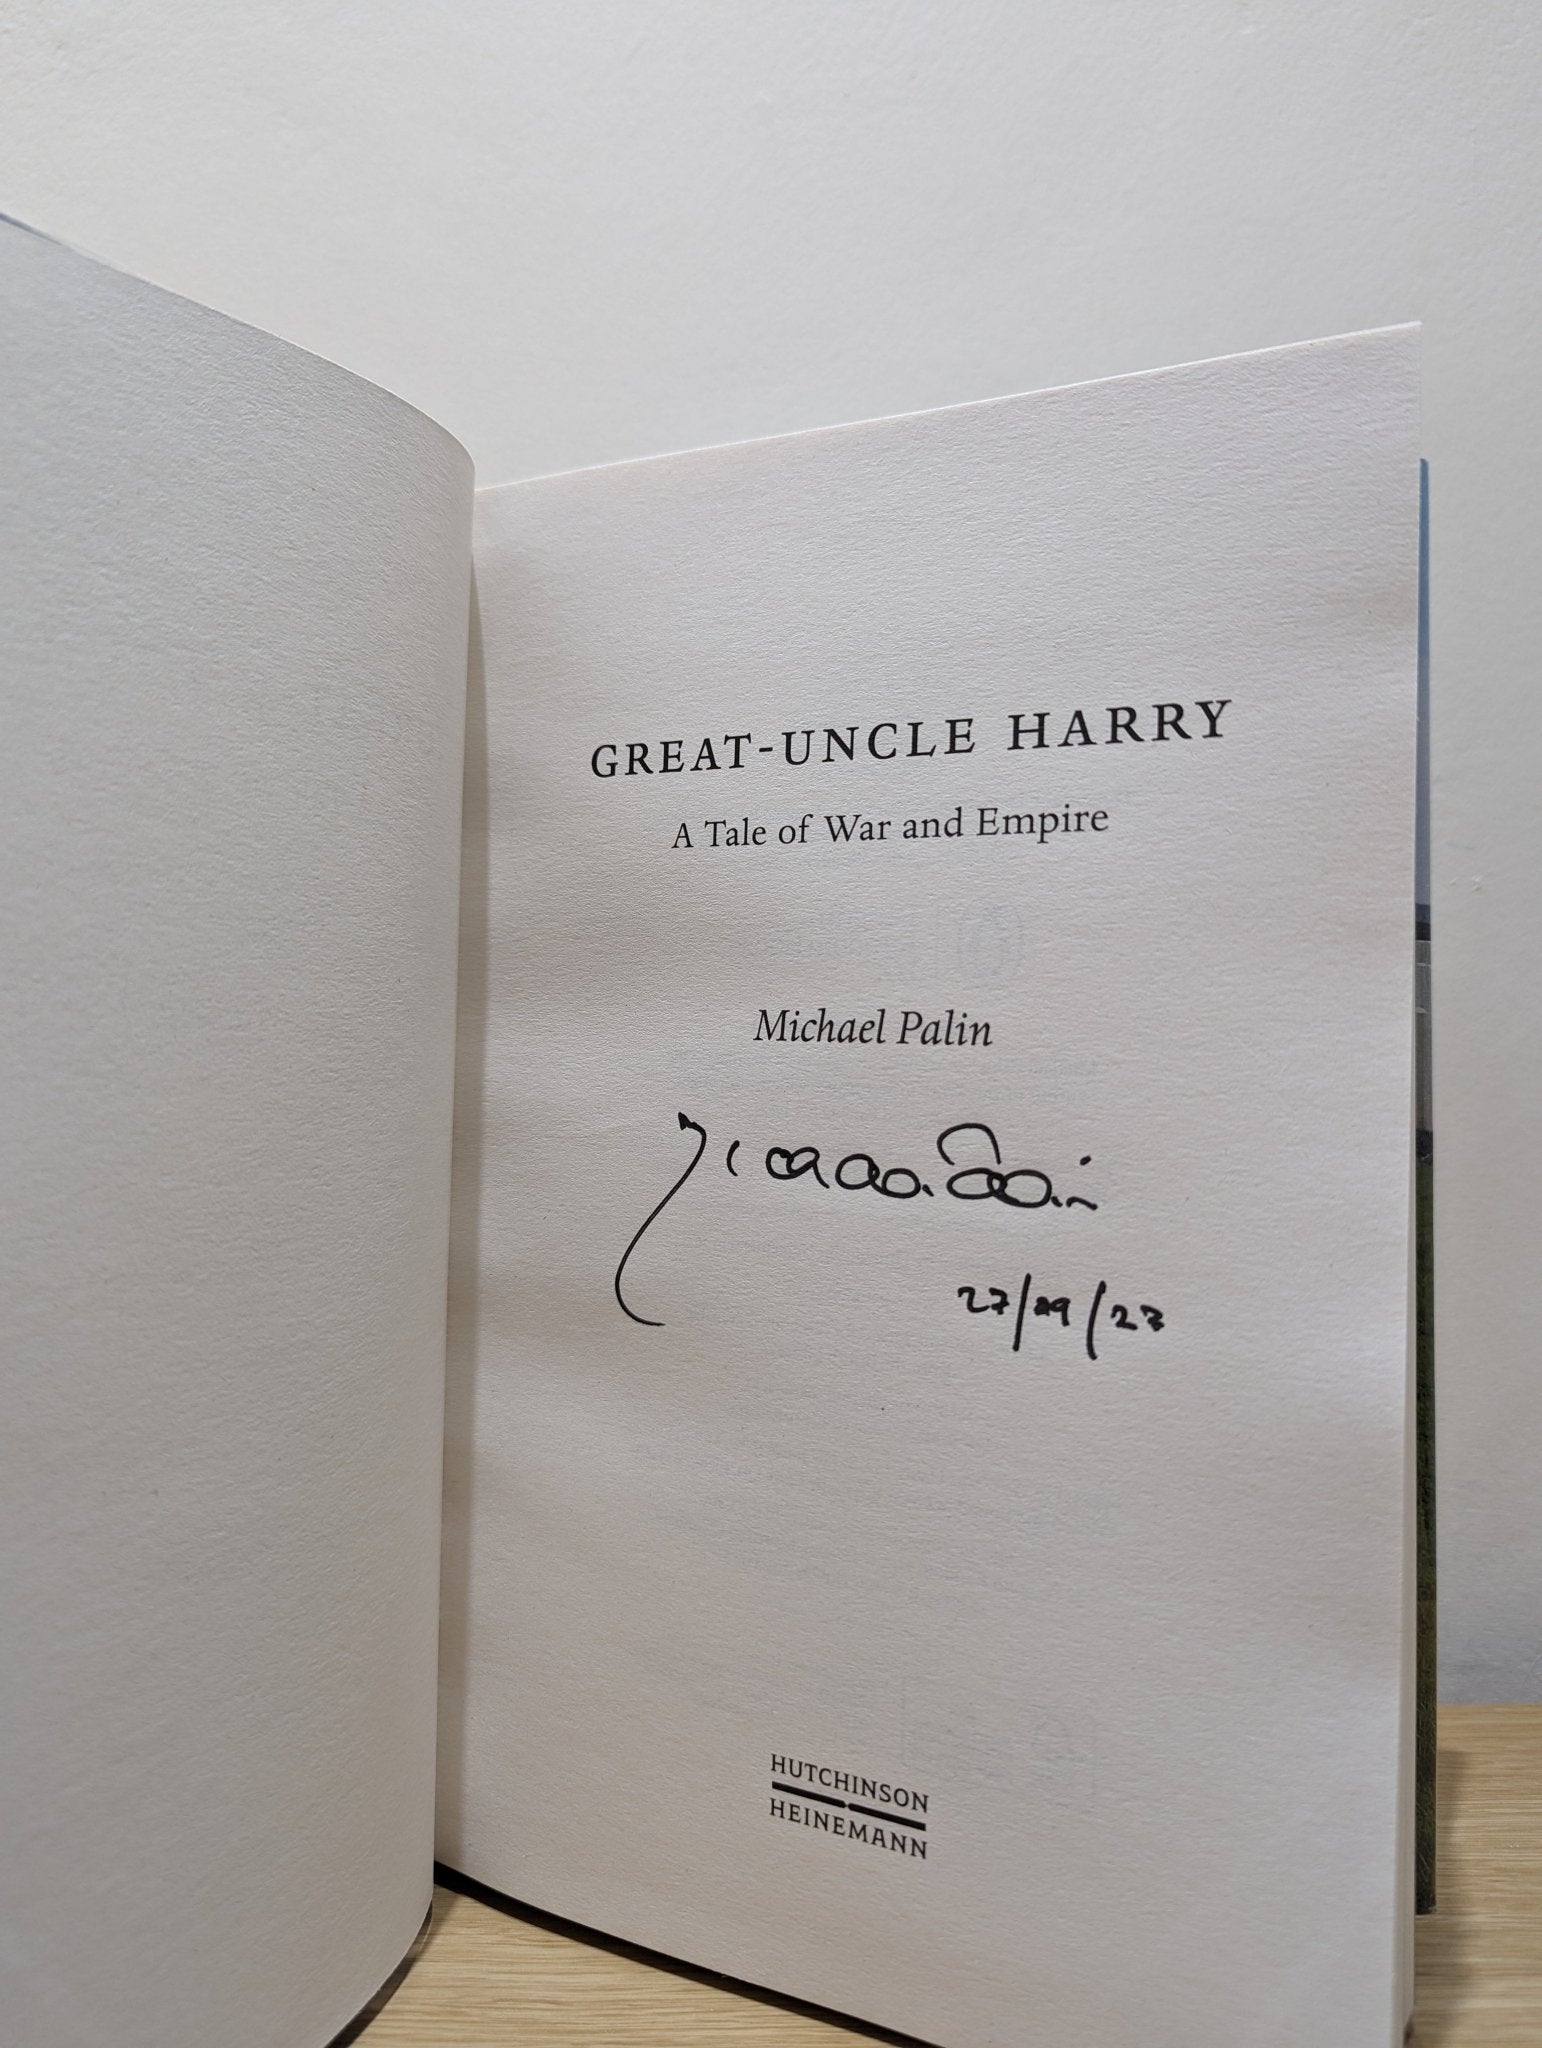 GREAT-UNCLE HARRY
A Tale of War and Empire
Michael Palin
27/09/23
HUTCHINSON
HEINEMANN